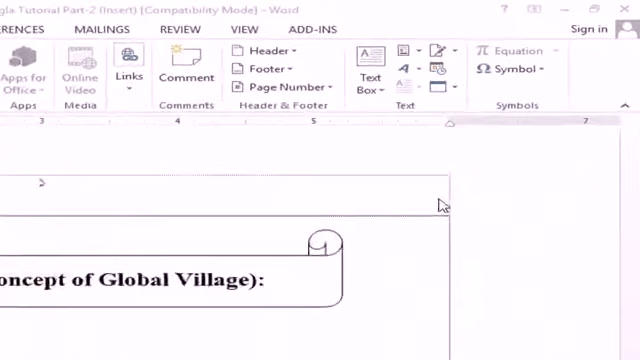 gla Tutorial Part-2 (Insert) [Compatibility Mode] - Word
ERENCES MAILINGS REVIEW VIEW ADD-INS Sign in
Apps for Office Online Video Links Comment Header Footer Page Number Text Box Equation Symbol
Apps Media Comments Header & Footer Text Symbols
3 4 5 7
oncept of Global Village):